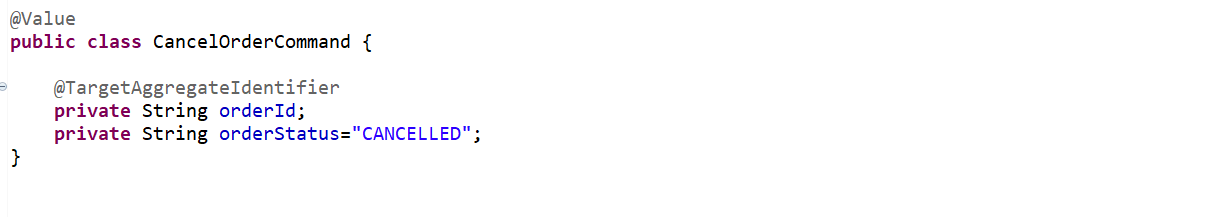 @Value
public class CancelOrderCommand {
@TargetAggregateIdentifier
private String orderId;
private String orderStatus="CANCELLED";
}